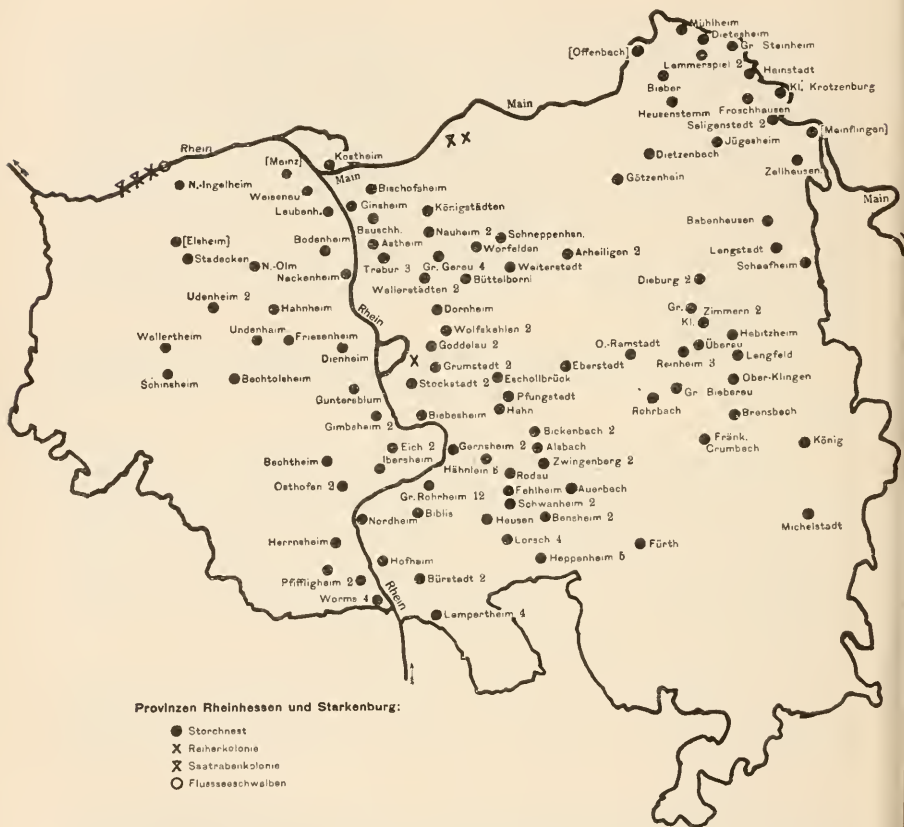 Mühlheim
Dietesheim
Gr. Steinheim
[Offenbach]
Lämmerspiel 2
Hainstadt
Bieber
Kl. Krotzenburg
Heusenstamm
Froschhausen
Main
Seligenstadt 2
[Mainflingen]
Rhein
Jügesheim
Kostheim
[Mainz]
Main
Dietzenbach
Zellhausen
N.-Ingelheim
Weisenau
Bischofsheim
Götzenhain
Main
Laubenh.
Ginsheim
Königstädten
Bauschh.
Babenhausen
[Elsheim]
Bodenheim
Astheim
Nauheim 2
Schneppenhsn.
Langstadt
Stadecken
N.-Olm
Trebur 3
Worfelden
Arheiligen 2
Schaafheim
Nackenheim
Gr. Gerau 4
Weiterstadt
Wallerstädten 2
Büttelborn
Dieburg 2
Udenheim 2
Hahnheim
Rhein
Dornheim
Gr.
Kl.
Zimmern 2
Undenheim
Friesenheim
Wolfskehlen 2
Habitzheim
Wallertheim
Dienheim
Goddelau 2
O.-Ramstadt
Überau
Reinheim 3
Lengfeld
Schinsheim
Bechtolsheim
Crumstadt 2
Eberstadt
Stockstadt 2
Eschollbrück
Ober-Klingen
Guntersblum
Pfungstadt
Gr. Bieberau
Rohrbach
Gimbsheim 2
Biebesheim
Hahn
Brensbach
Bickenbach 2
Eich 2
Gernsheim 2
Alsbach
Fränk.
Crumbach
König
Bechtheim
Ibersheim
Hähnlein 6
Zwingenberg 2
Rodau
Osthofen 2
Gr. Rohrheim 12
Fehlheim
Auerbach
Schwanheim 2
Nordheim
Biblis
Hausen
Bensheim 2
Michelstadt
Herrnsheim
Lorsch 4
Fürth
Hofheim
Heppenheim 5
Pfiffligheim 2
Bürstadt 2
Worms 4
Rhein
Lampertheim 4
Provinzen Rheinhessen und Starkenburg:
Storchnest
Reiherkolonie
Saatrabenkolonie
Flussseeschwalben